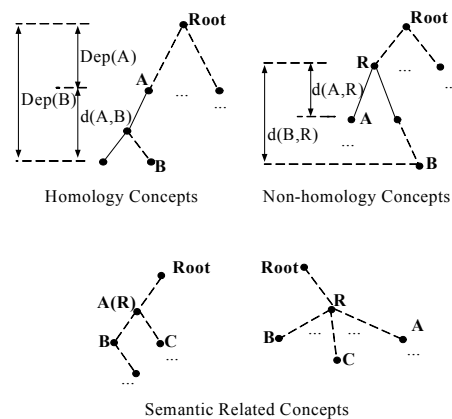 Root
Dep(A)
A
Dep(B)
d(A,B)
...
...
B
Homology Concepts
Root
R
d(A,R)
...
...
A
d(B,R)
...
B
Non-homology Concepts
Root
A(R)
B
C
...
...
Root
R
B
...
...
A
...
C
...
Semantic Related Concepts